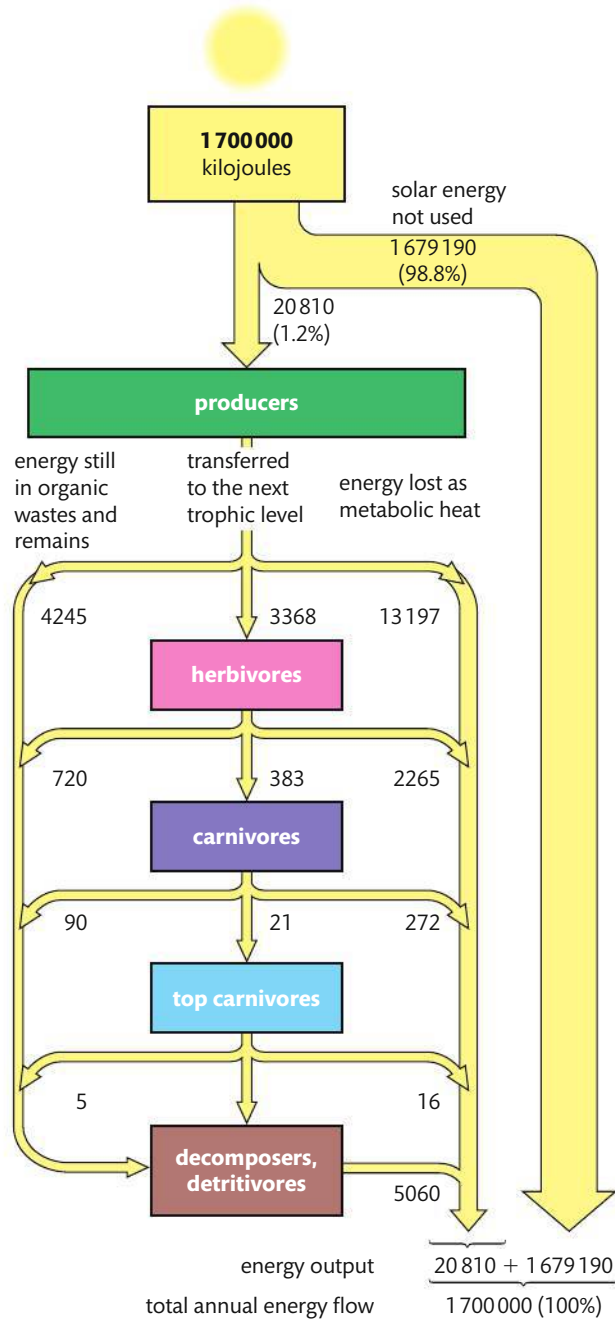 1 700 000
kilojoules
solar energy
not used
1 679 190
(98.8%)
20 810
(1.2%)
producers
energy still
in organic
wastes and
remains
transferred
to the next
trophic level
energy lost as
metabolic heat
4245
3368
13 197
herbivores
720
383
2265
carnivores
90
21
272
top carnivores
5
16
decomposers,
detritivores
5060
energy output 20 810 + 1 679 190
total annual energy flow 1 700 000 (100%)